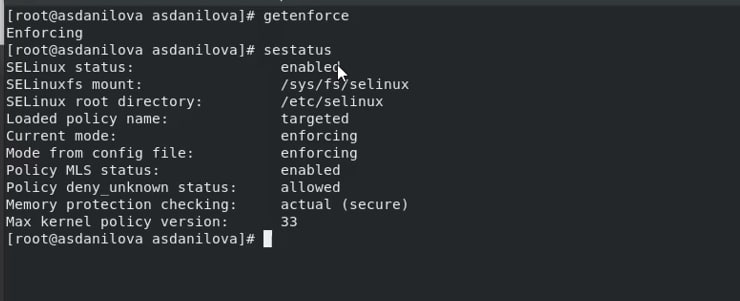 [root@asdanilova asdanilova]# getenforce
Enforcing
[root@asdanilova asdanilova]# sestatus
SELinux status:                 enabled
SELinuxfs mount:                /sys/fs/selinux
SELinux root directory:         /etc/selinux
Loaded policy name:             targeted
Current mode:                   enforcing
Mode from config file:          enforcing
Policy MLS status:              enabled
Policy deny_unknown status:     allowed
Memory protection checking:     actual (secure)
Max kernel policy version:      33
[root@asdanilova asdanilova]#